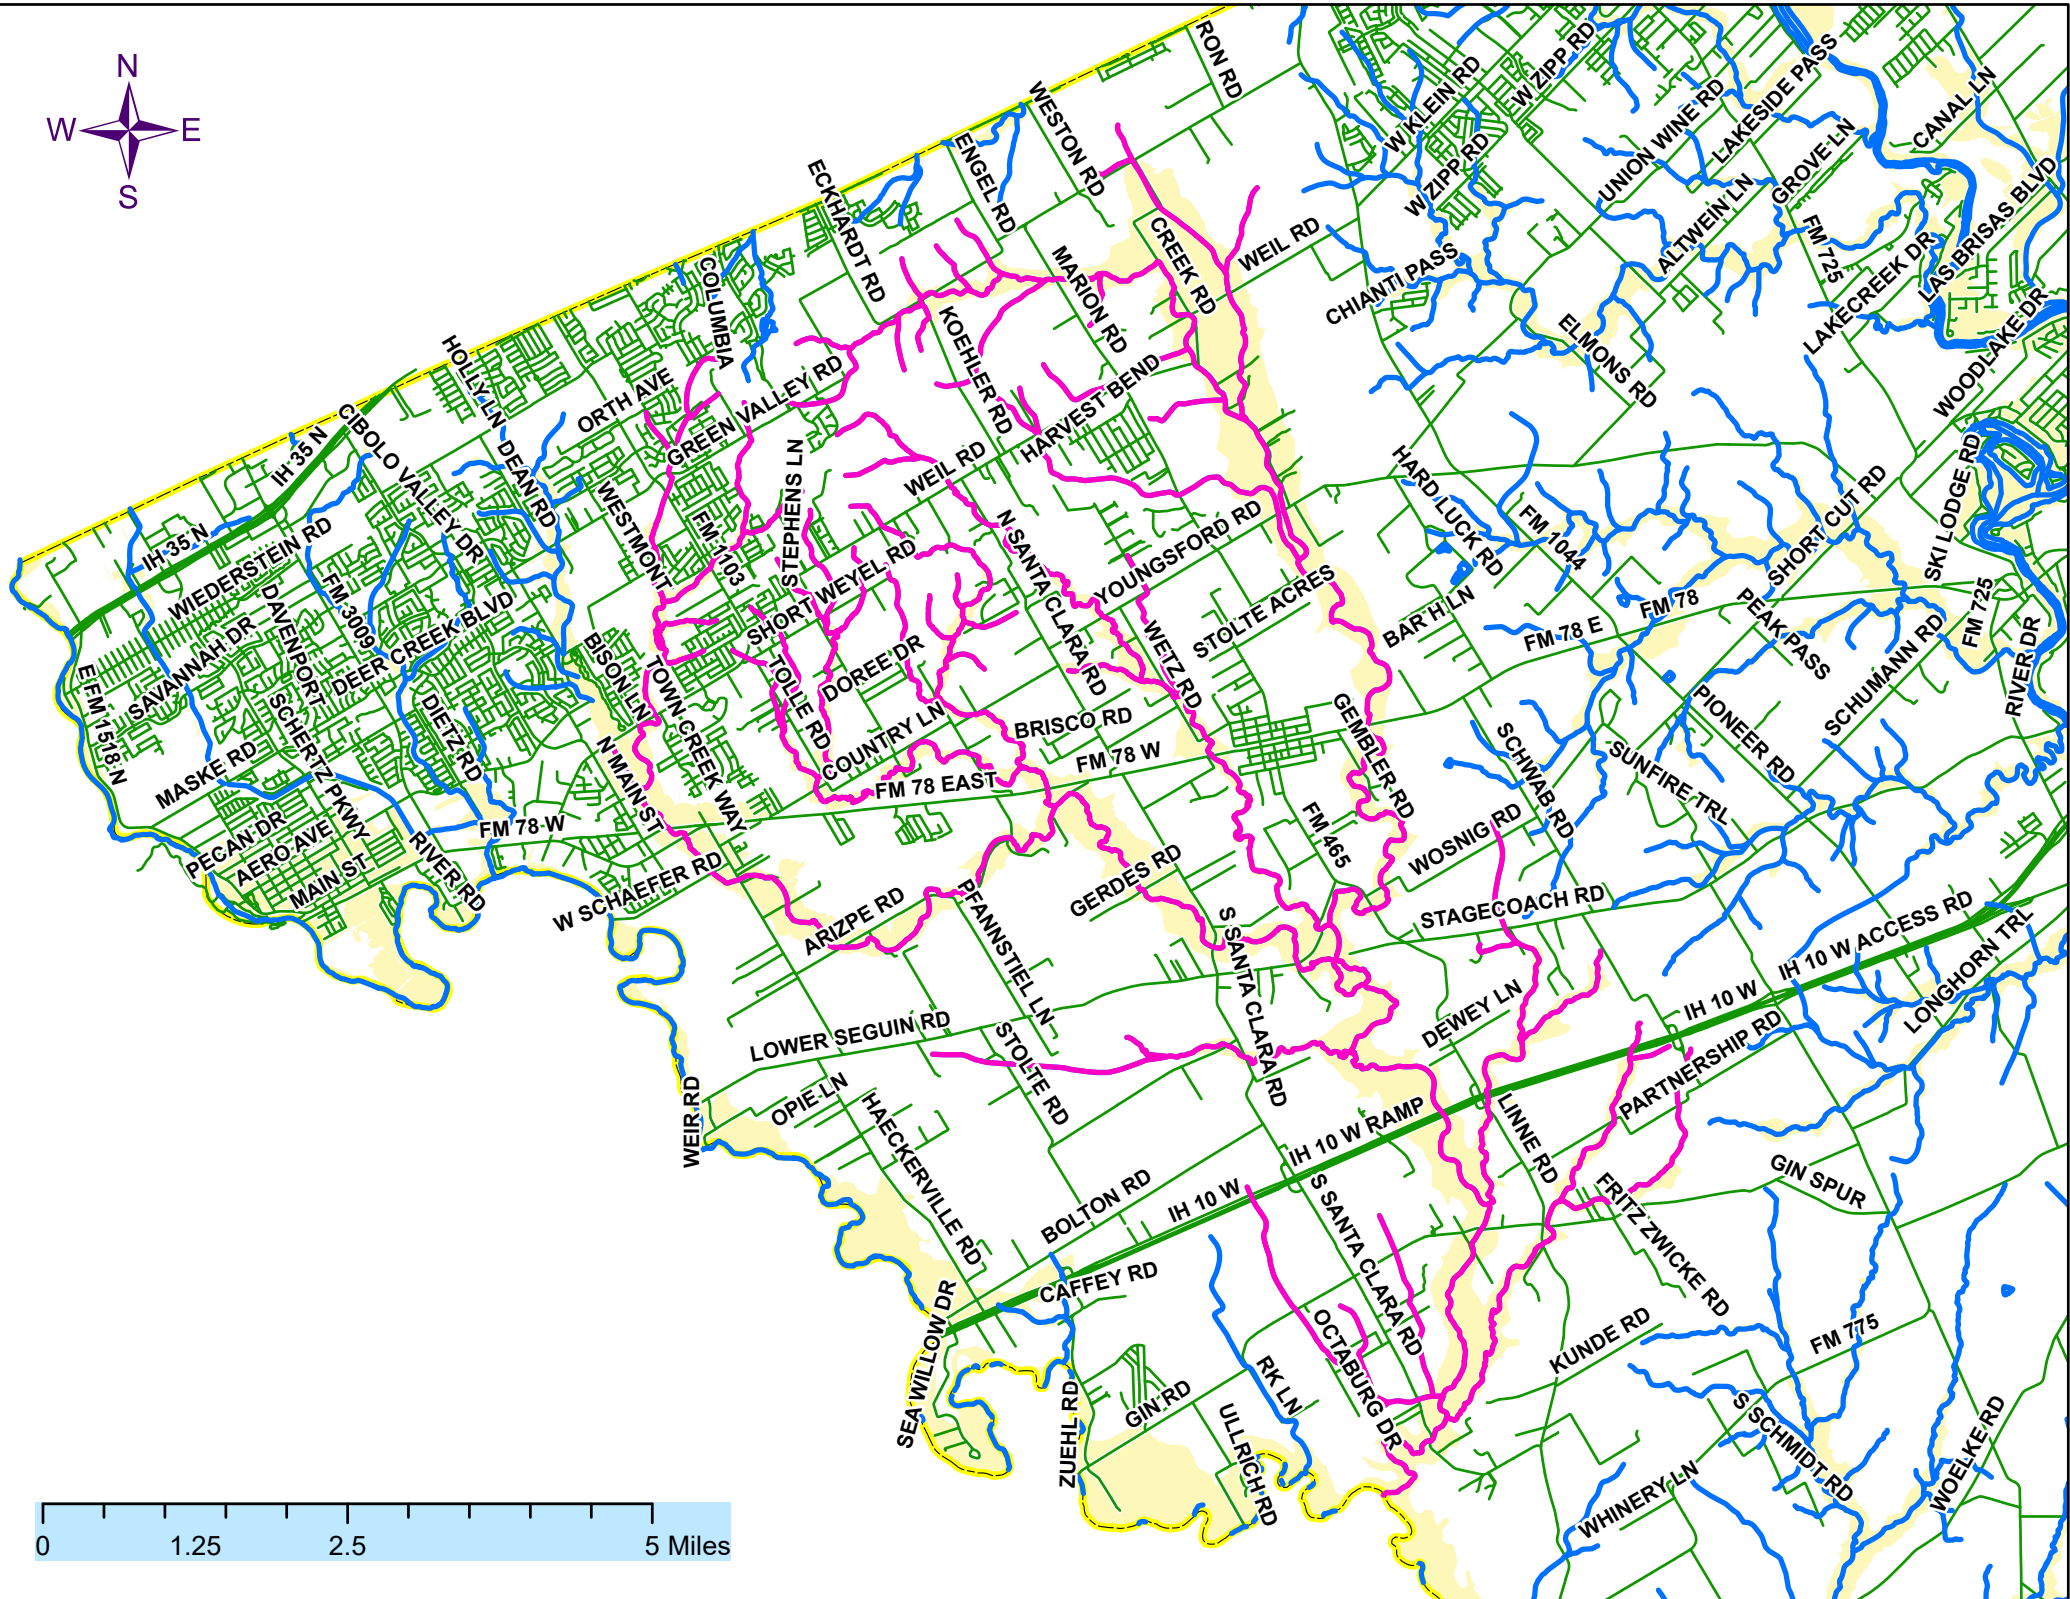 N
W
E
S
RON RD
W KLEIN RD
W ZIPP RD
LAKESIDE PASS
CANAL LN
WESTON RD
UNION WINE RD
ENGEL RD
ECKHARDT RD
W ZIPP RD
GROVE LN
ALTWEIN LN
LAS BRISAS BLVD
CREEK RD
WEIL RD
FM 725
CHIANTI PASS
MARION RD
LAKECREEK DR
COLUMBIA
WOODLAKE DR
KOEHLER RD
ELMONS RD
HOLLY LN
ORTH AVE
GREEN VALLEY RD
HARVEST BEND
CIBOLO VALLEY DR
IH 35 N
DEAN RD
WEIL RD
STEPHENS LN
HARD LUCK RD
SKI LODGE RD
SHORT CUT RD
WESTMONT
FM 1103
IH 35 N
WIEDERSTEIN RD
N SANTA CLARA RD
YOUNGSFORD RD
FM 1044
SHORT WEYEL RD
STOLTE ACRES
FM 3009
DAVENPORT
SAVANNAH DR
DEER CREEK BLVD
BAR H LN
FM 78 E
FM 78
PEAK PASS
FM 725
SCHUMANN RD
RIVER DR
BISON LN
TOWN CREEK WAY
TOLLE RD
DOREE DR
WETZ RD
E FM 1518 N
SCHERTZ PKWY
DIETZ RD
COUNTRY LN
BRISCO RD
FM 78 W
GEMBLER RD
PIONEER RD
SCHWAB RD
SUNFIRE TRL
MASKE RD
N MAIN ST
FM 78 EAST
FM 78 W
PECAN DR
AERO AVE
MAIN ST
RIVER RD
FM 465
WOSNIG RD
W SCHAEFER RD
GERDES RD
ARIZPE RD
PFANNSTIEL LN
STAGECOACH RD
S SANTA CLARA RD
IH 10 W ACCESS RD
LONGHORN TRL
IH 10 W
DEWEY LN
LOWER SEGUIN RD
STOLTE RD
PARTNERSHIP RD
WEIR RD
OPIE LN
HAECKERVILLE RD
IH 10 W RAMP
LINNE RD
GIN SPUR
BOLTON RD
IH 10 W
S SANTA CLARA RD
FRITZ ZWICKE RD
CAFFEY RD
SEA WILLOW DR
OCTABURG DR
KUNDE RD
FM 775
RK LN
GIN RD
ZUEHL RD
ULLRICH RD
S SCHMIDT RD
WOELKE RD
WHINERY LN
W ZIPP RD
0 1.25 2.5 5 Miles